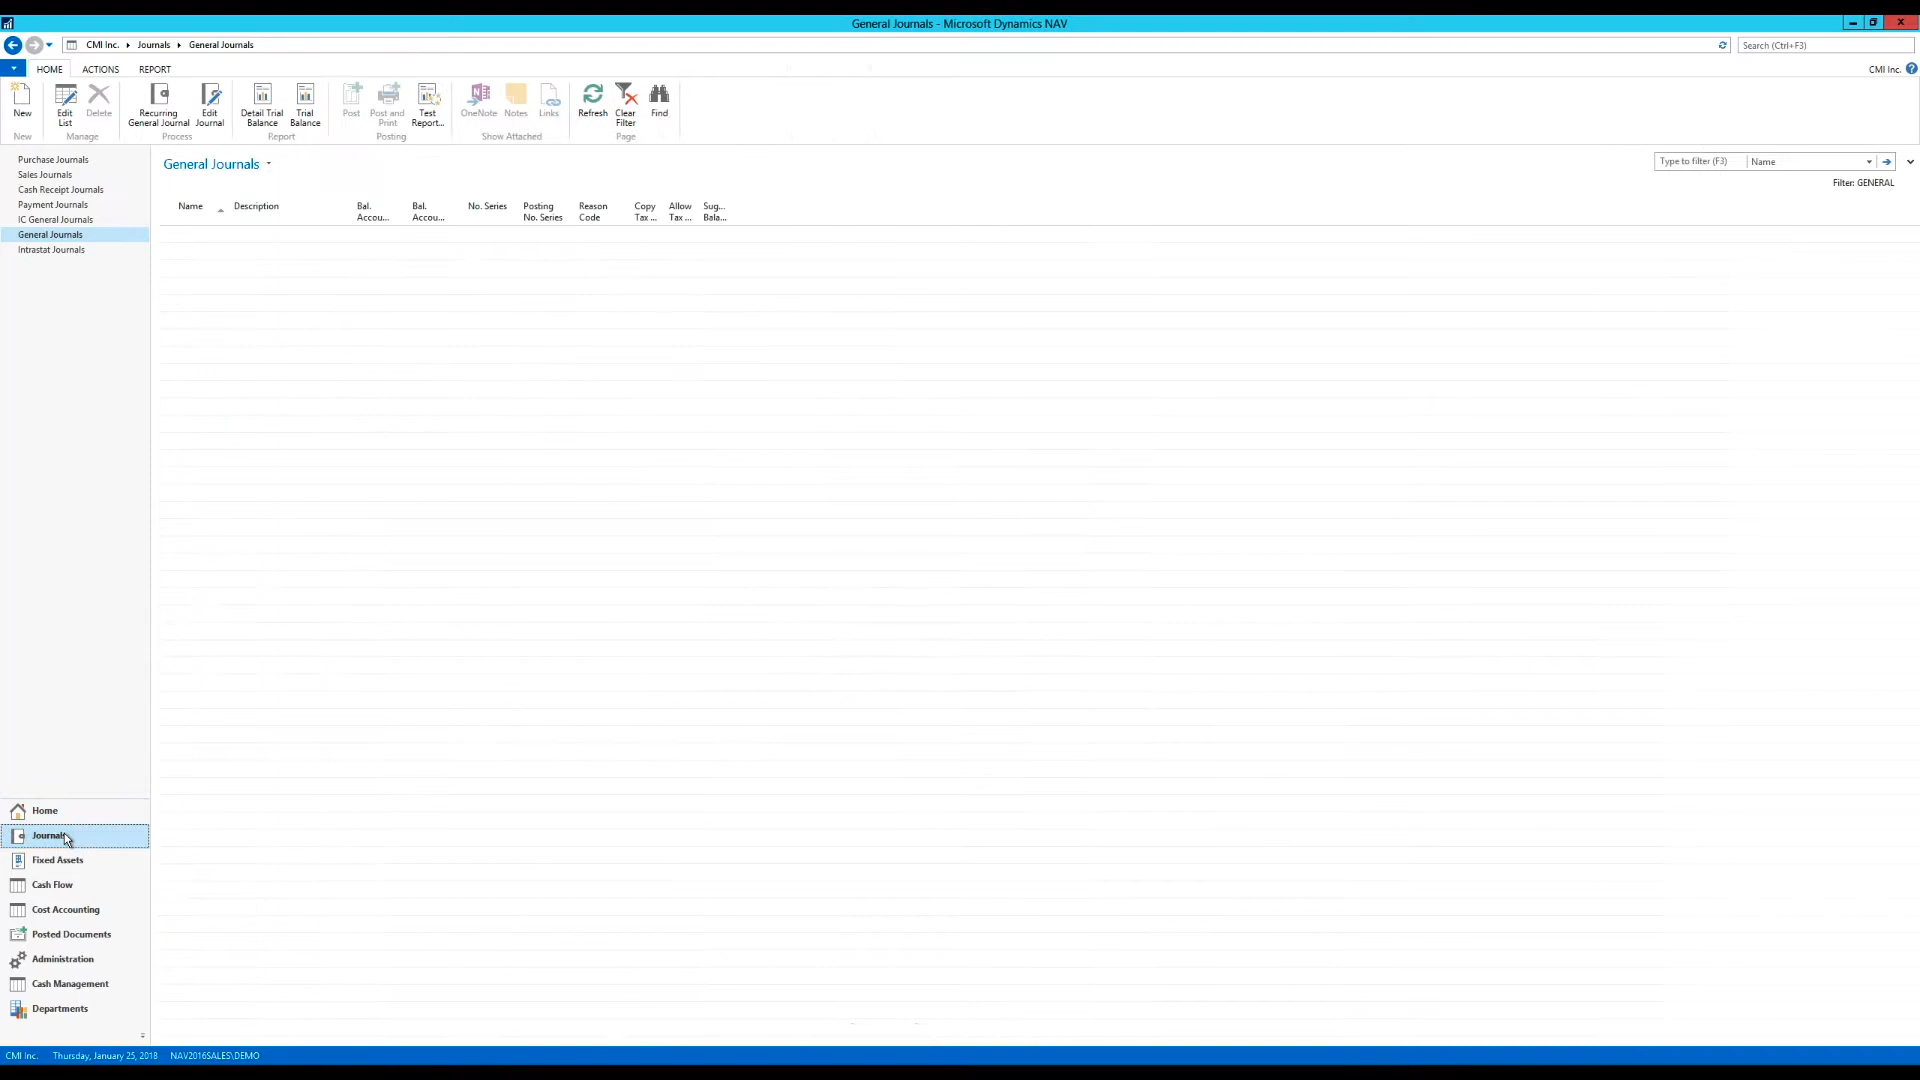 General Journals - Microsoft Dynamics NAV
CMI Inc. Journals General Journals
Search (Ctrl+F3)
HOME ACTIONS REPORT
CMI Inc.
New
Edit List
Delete
Recurring General Journal
Edit Journal
Detail Trial Balance
Trial Balance
Post
Post and Print
Test Report...
OneNote
Notes
Links
Refresh
Clear Filter
Find
New Manage Process Report Posting Show Attached Page
Purchase Journals
Sales Journals
Cash Receipt Journals
Payment Journals
IC General Journals
General Journals
Intrastat Journals
General Journals
Type to filter (F3) Name
Filter: GENERAL
Name
Description
Bal. Accou...
Bal. Accou...
No. Series
Posting No. Series
Reason Code
Copy Tax ...
Allow Tax ...
Sug... Bala...
Home
Journals
Fixed Assets
Cash Flow
Cost Accounting
Posted Documents
Administration
Cash Management
Departments
CMI Inc. Thursday, January 25, 2018 NAV2016SALES\DEMO